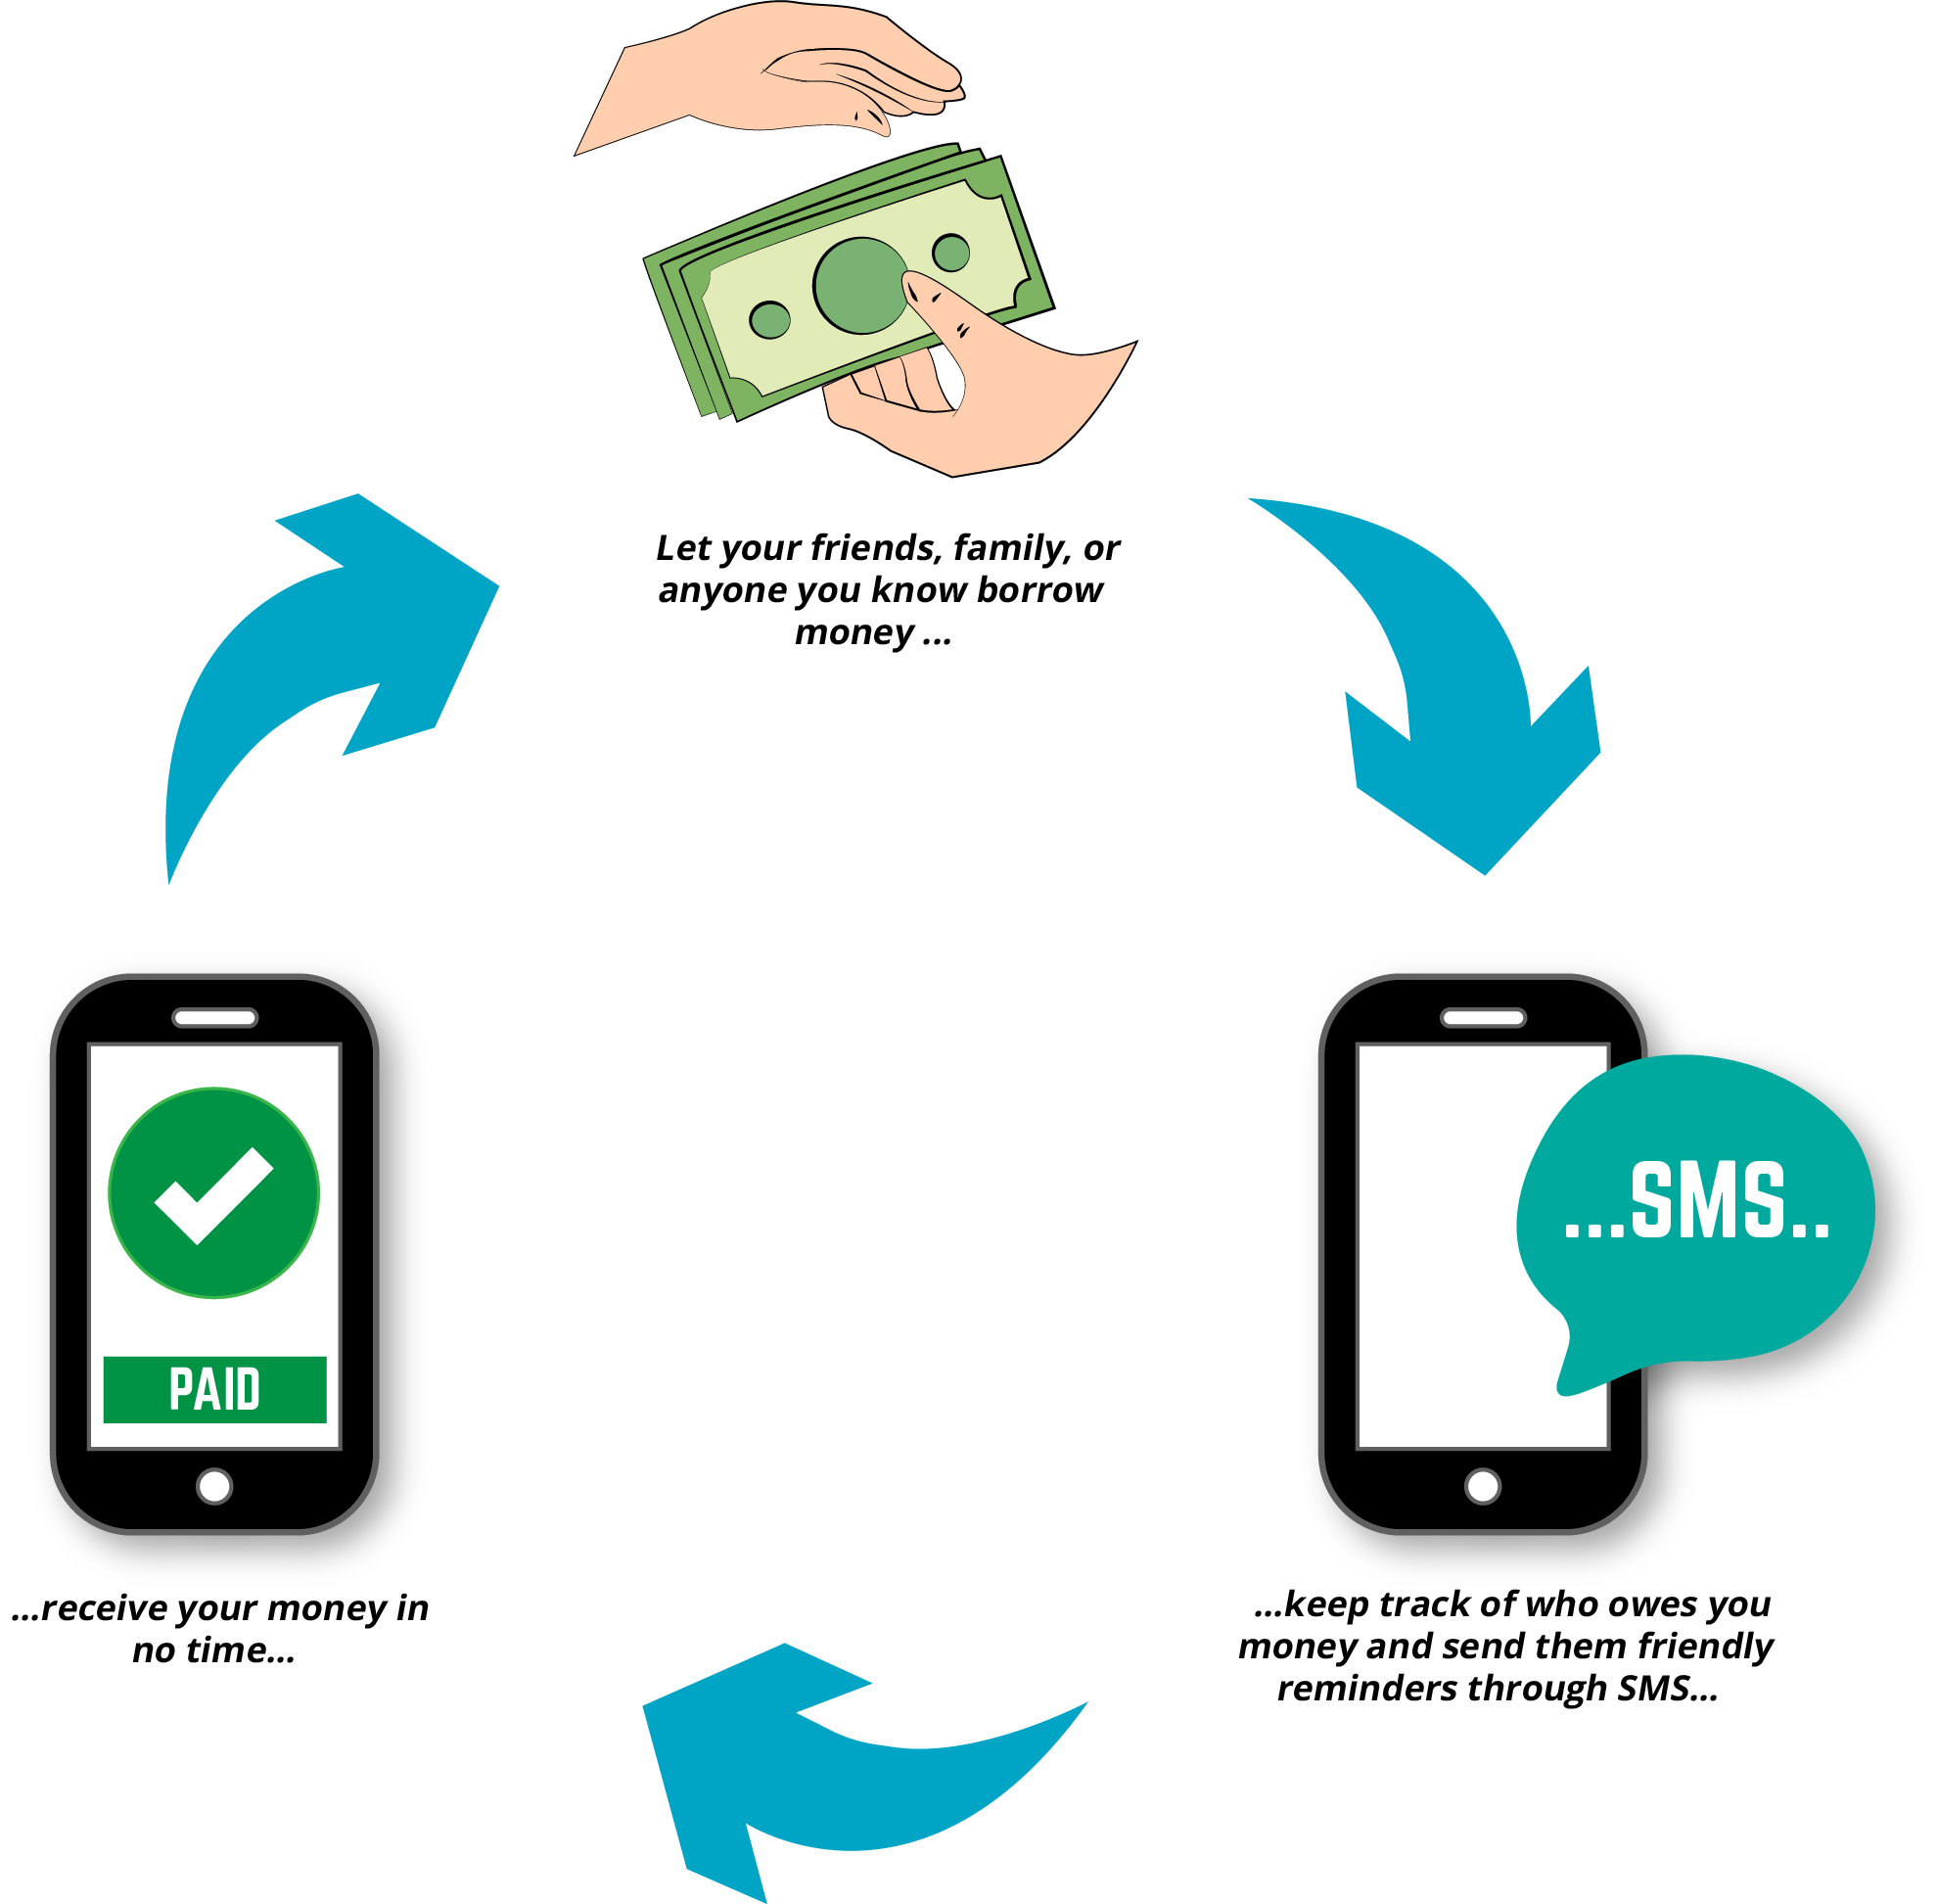 Let your friends, family, or
anyone you know borrow
money ...
...SMS..
...keep track of who owes you
money and send them friendly
reminders through SMS...
PAID
...receive your money in
no time...